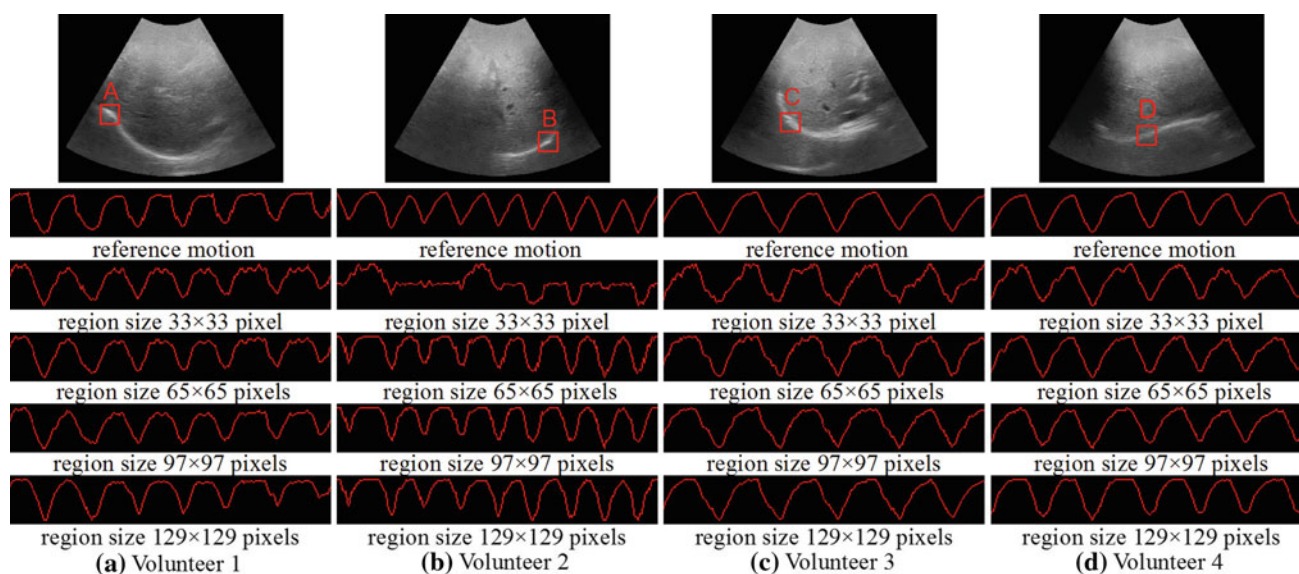 A
B
C
D
reference motion
reference motion
reference motion
reference motion
region size 33×33 pixel
region size 33×33 pixel
region size 33×33 pixel
region size 33×33 pixel
region size 65×65 pixels
region size 65×65 pixels
region size 65×65 pixels
region size 65×65 pixels
region size 97×97 pixels
region size 97×97 pixels
region size 97×97 pixels
region size 97×97 pixels
region size 129×129 pixels
region size 129×129 pixels
region size 129×129 pixels
region size 129×129 pixels
(a) Volunteer 1
(b) Volunteer 2
(c) Volunteer 3
(d) Volunteer 4